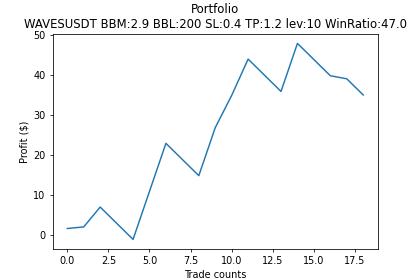 Portfolio
WAVESUSDT BBM:2.9 BBL:200 SL:0.4 TP:1.2 lev:10 WinRatio:47.0
50
40
30
20
10
0
Profit ($)
0.0 2.5 5.0 7.5 10.0 12.5 15.0 17.5
Trade counts